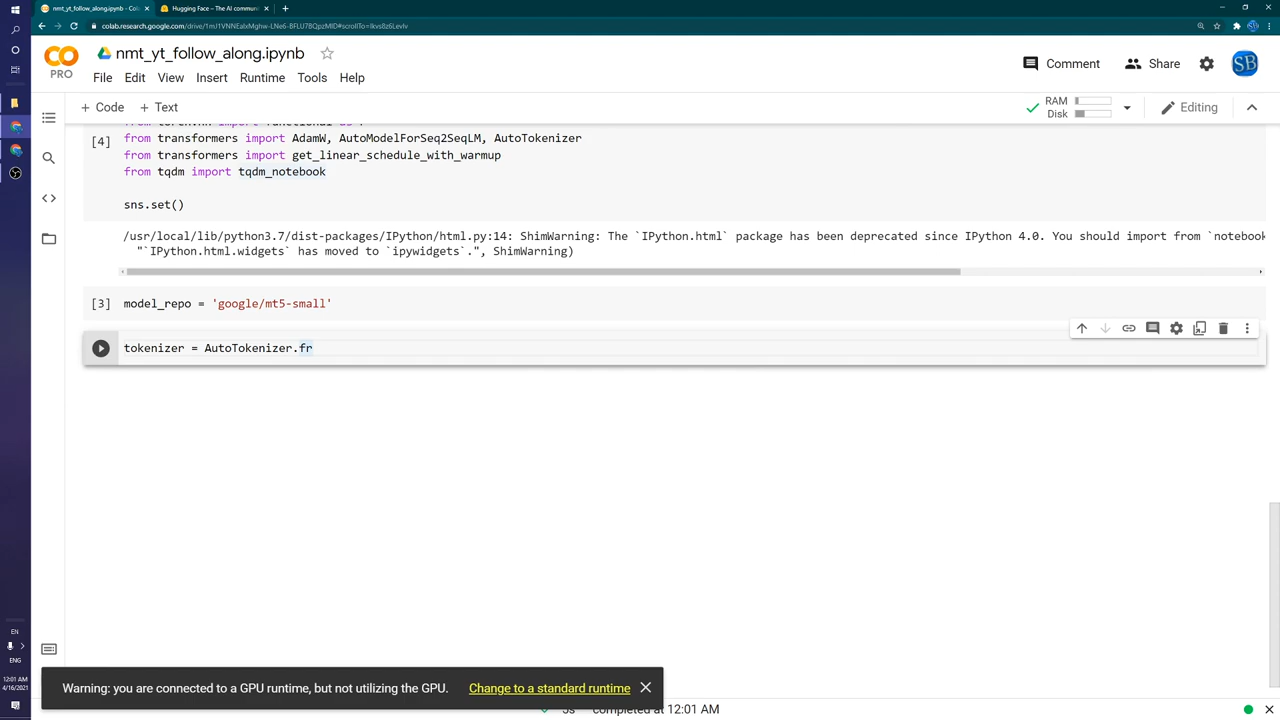 nmt_yt_follow_along.ipynb - Col
Hugging Face – The AI commun
colab.research.google.com
nmt_yt_follow_along.ipynb
PRO
File Edit View Insert Runtime Tools Help
Comment
Share
SB
+ Code + Text
RAM
Disk
Editing
[4]
from transformers import AdamW, AutoModelForSeq2SeqLM, AutoTokenizer
from transformers import get_linear_schedule_with_warmup
from tqdm import tqdm_notebook
sns.set()
/usr/local/lib/python3.7/dist-packages/IPython/html.py:14: ShimWarning: The `IPython.html` package has been deprecated since IPython 4.0. You should import from `notebook
"`IPython.html.widgets` has moved to `ipywidgets`.", ShimWarning)
[3] model_repo = 'google/mt5-small'
tokenizer = AutoTokenizer.fr
EN
ENG
12:01 AM
4/16/2021
Warning: you are connected to a GPU runtime, but not utilizing the GPU. Change to a standard runtime
completed at 12:01 AM